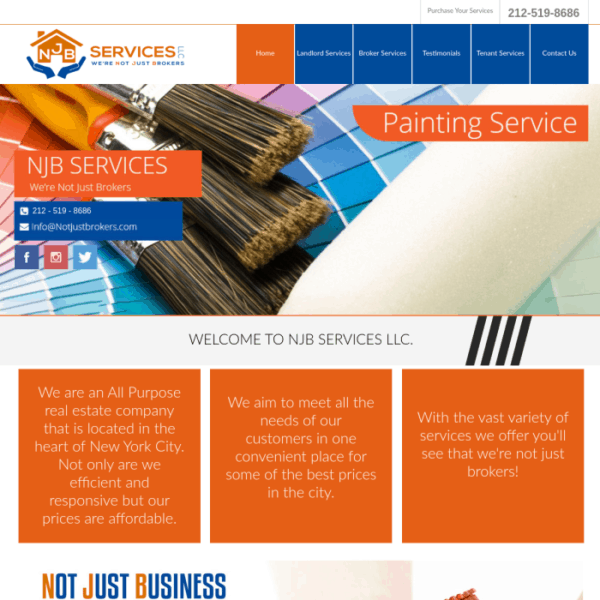 Purchase Your Services
212-519-8686
NJB
SERVICES
WE'RE NOT JUST BROKERS
Home
Landlord Services
Broker Services
Testimonials
Tenant Services
Contact Us
Painting Service
NJB SERVICES
We're Not Just Brokers
212 - 519 - 8686
Info@Notjustbrokers.com
WELCOME TO NJB SERVICES LLC.
We are an All Purpose
real estate company
that is located in the
heart of New York City.
Not only are we
efficient and
responsive but our
prices are affordable.
We aim to meet all the
needs of our
customers in one
convenient place for
some of the best prices
in the city.
With the vast variety of
services we offer you'll
see that we're not just
brokers!
NOT JUST BUSINESS